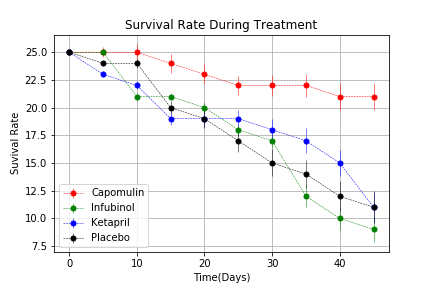 Survival Rate During Treatment
25.0
22.5
20.0
17.5
15.0
12.5
10.0
7.5
Suvival Rate
Capomulin
Infubinol
Ketapril
Placebo
0 10 20 30 40
Time(Days)